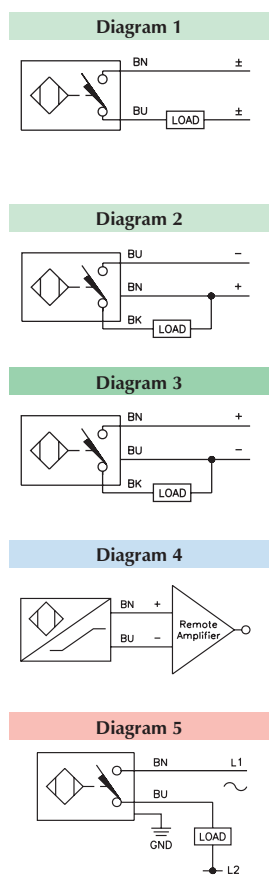 Diagram 1
BN ±
BU LOAD ±
Diagram 2
BU −
BN +
BK LOAD
Diagram 3
BN +
BU −
BK LOAD
Diagram 4
BN +
BU −
Remote
Amplifier
Diagram 5
BN L1
BU
GND
LOAD
L2